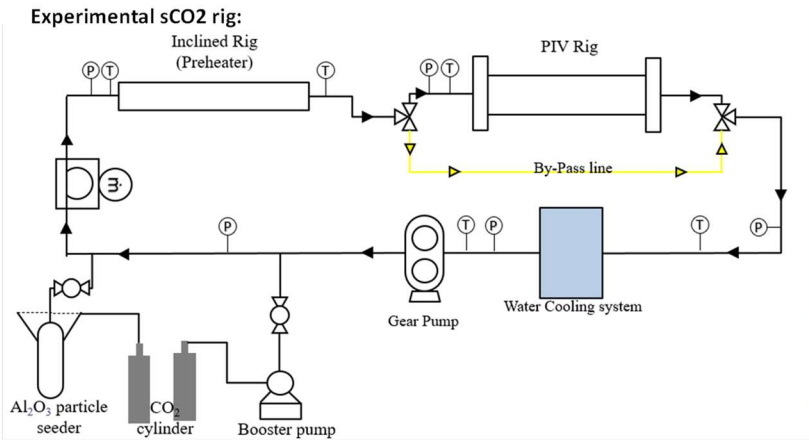 Experimental sCO2 rig:
Inclined Rig
(Preheater)
PIV Rig
P T
T
P T
By-Pass line
ṁ
P
T P
T
P
Water Cooling system
Gear Pump
Al₂O₃ particle
seeder
CO₂
cylinder
Booster pump